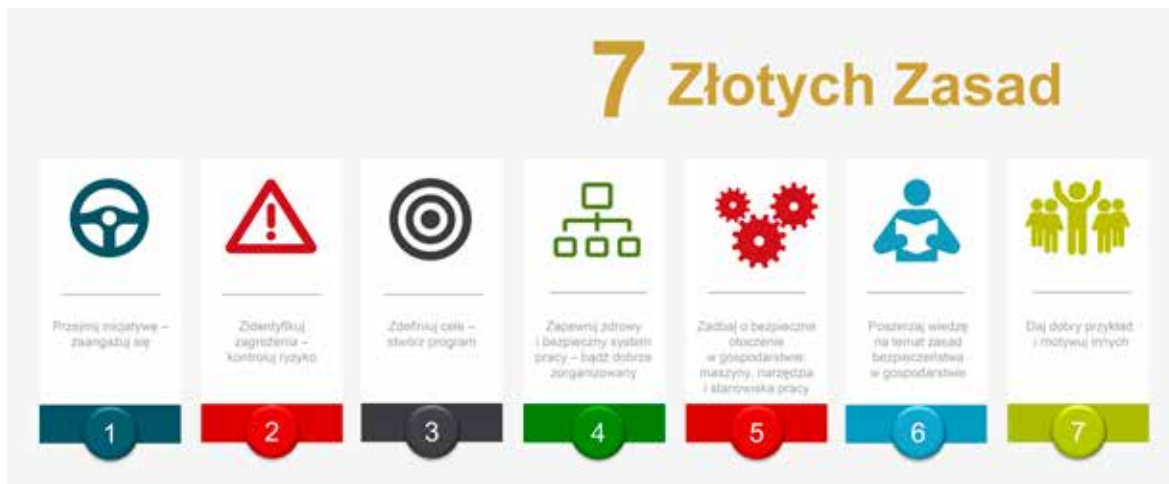 7 Złotych Zasad
Przejmij inicjatywę –
zaangażuj się
1
Zidentyfikuj
zagrożenia –
kontroluj ryzyko
2
Zdefiniuj cele –
stwórz program
3
Zapewnij zdrowy
i bezpieczny system
pracy – bądź dobrze
zorganizowany
4
Zadbaj o bezpieczne
otoczenie
w gospodarstwie:
maszyny, narzędzia
i stanowiska pracy
5
Poszerzaj wiedzę
na temat zasad
bezpieczeństwa
w gospodarstwie
6
Daj dobry przykład
i motywuj innych
7